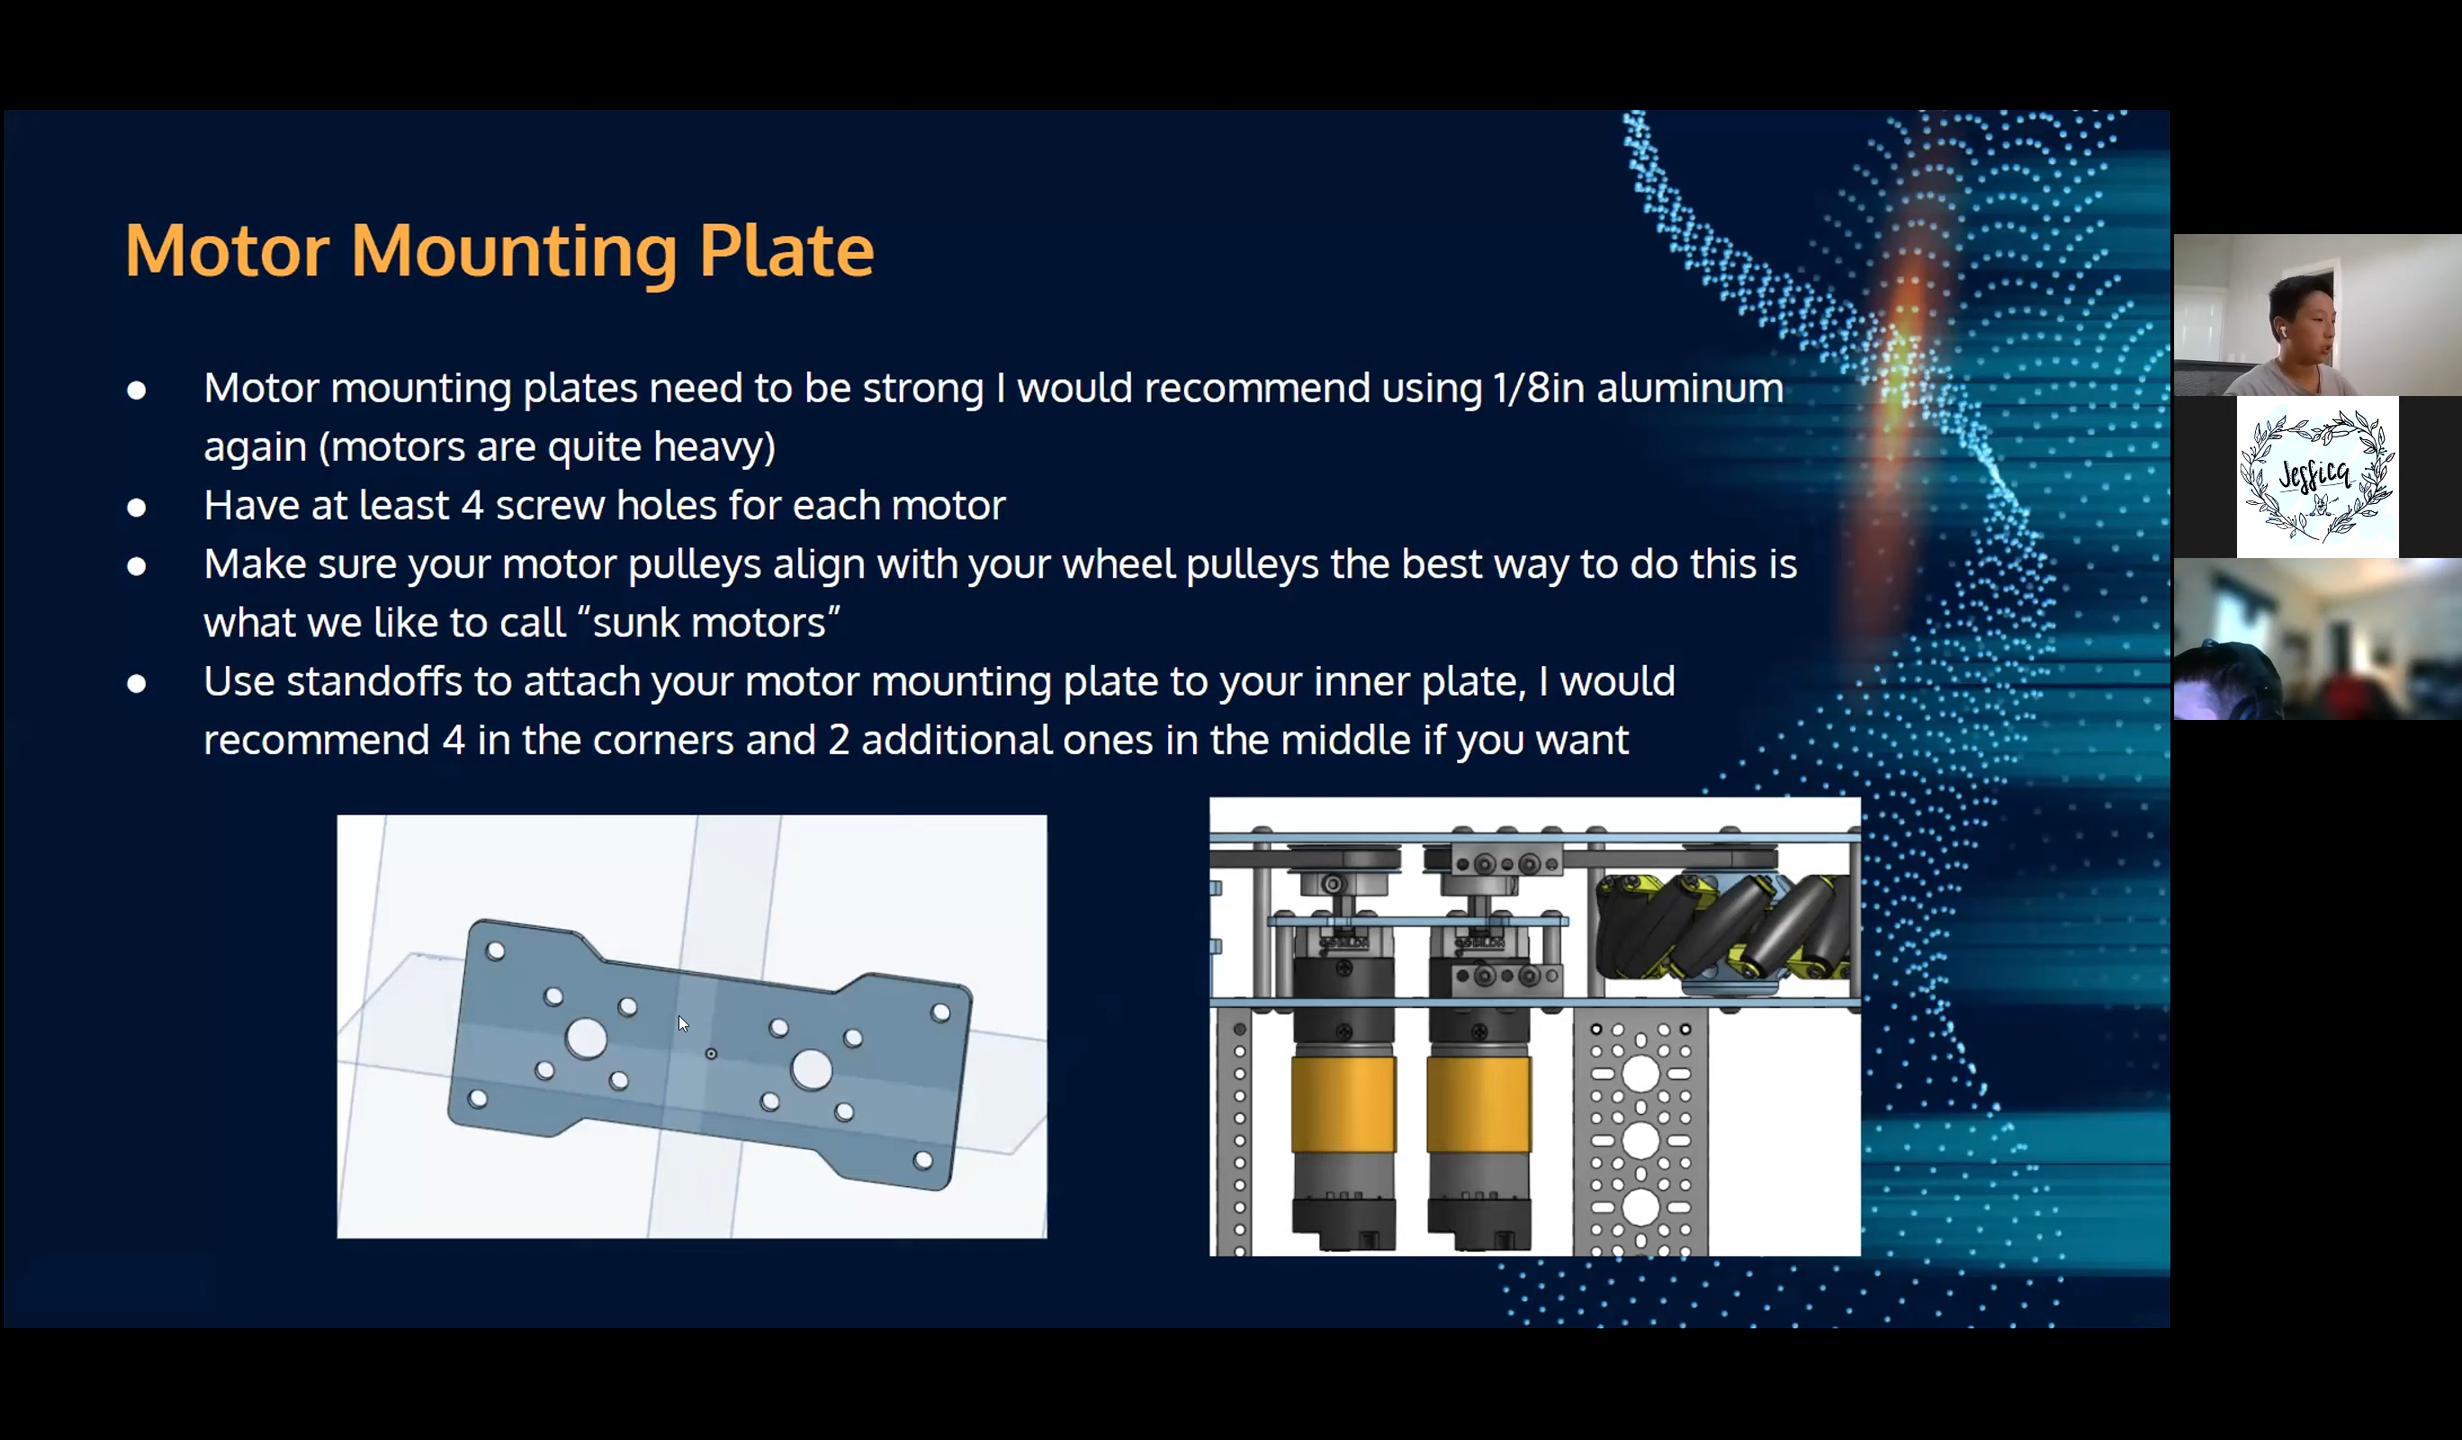 Motor Mounting Plate
● Motor mounting plates need to be strong I would recommend using 1/8in aluminum
again (motors are quite heavy)
● Have at least 4 screw holes for each motor
● Make sure your motor pulleys align with your wheel pulleys the best way to do this is
what we like to call “sunk motors”
● Use standoffs to attach your motor mounting plate to your inner plate, I would
recommend 4 in the corners and 2 additional ones in the middle if you want
Jessica